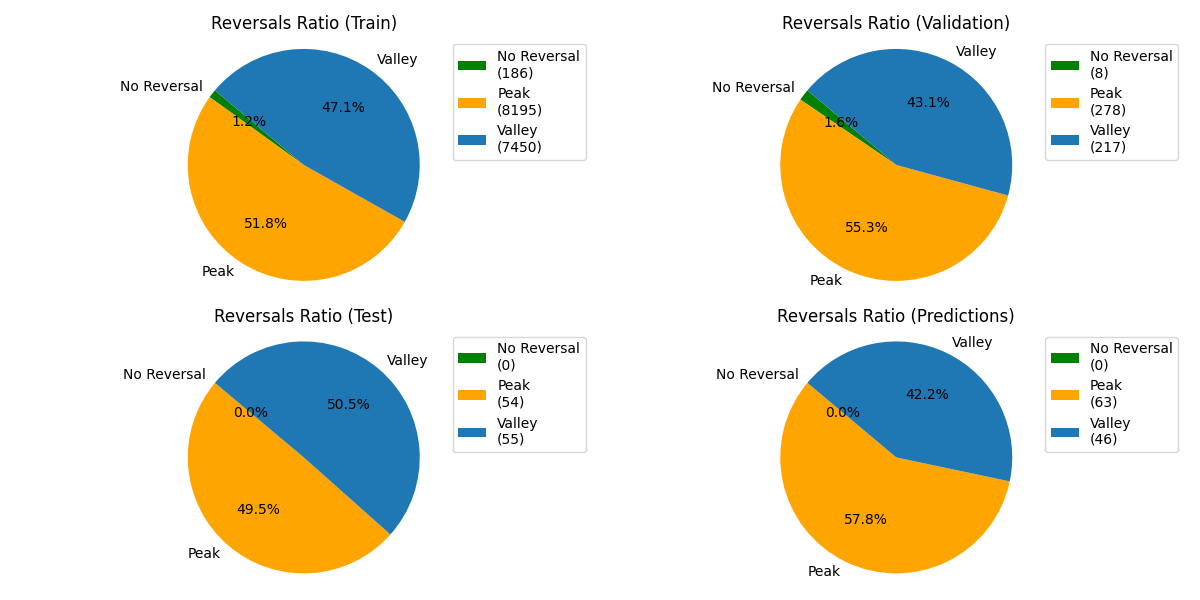 Reversals Ratio (Train)
No Reversal
Valley
Peak
1.2%
47.1%
51.8%
No Reversal
(186)
Peak
(8195)
Valley
(7450)
Reversals Ratio (Validation)
No Reversal
Valley
Peak
1.6%
43.1%
55.3%
No Reversal
(8)
Peak
(278)
Valley
(217)
Reversals Ratio (Test)
No Reversal
Valley
Peak
0.0%
50.5%
49.5%
No Reversal
(0)
Peak
(54)
Valley
(55)
Reversals Ratio (Predictions)
No Reversal
Valley
Peak
0.0%
42.2%
57.8%
No Reversal
(0)
Peak
(63)
Valley
(46)